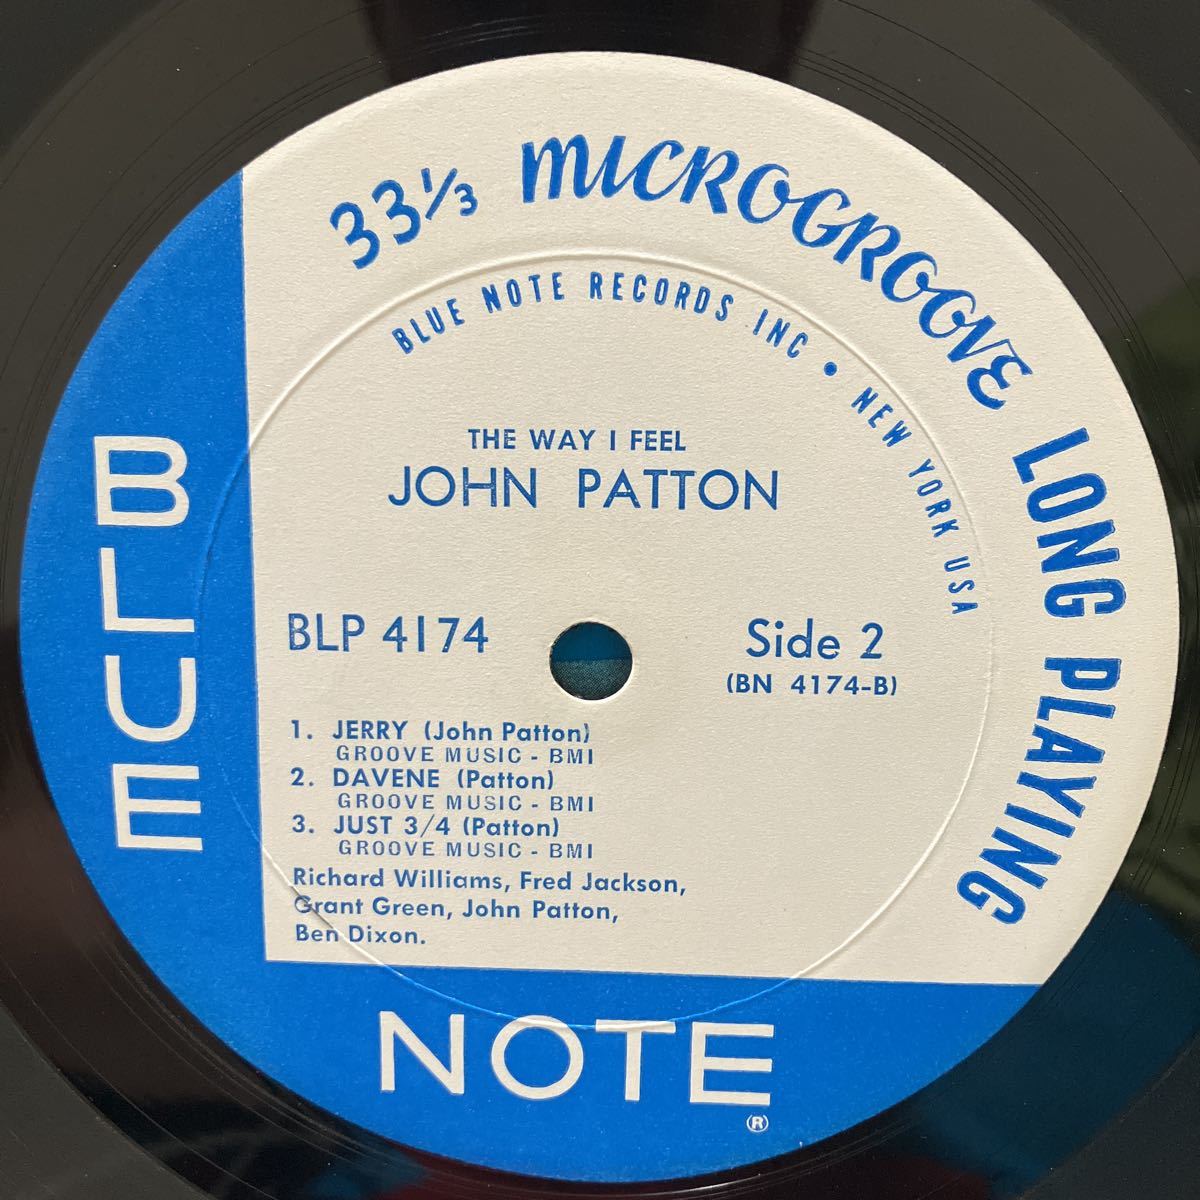 33⅓ MICROGROOVE LONG PLAYING
BLUE NOTE RECORDS INC • NEW YORK USA
THE WAY I FEEL
JOHN PATTON
BLP 4174
Side 2
(BN 4174-B)
1. JERRY (John Patton)
GROOVE MUSIC - BMI
2. DAVENE (Patton)
GROOVE MUSIC - BMI
3. JUST 3/4 (Patton)
GROOVE MUSIC - BMI
Richard Williams, Fred Jackson,
Grant Green, John Patton,
Ben Dixon.
BLUE
NOTE
®